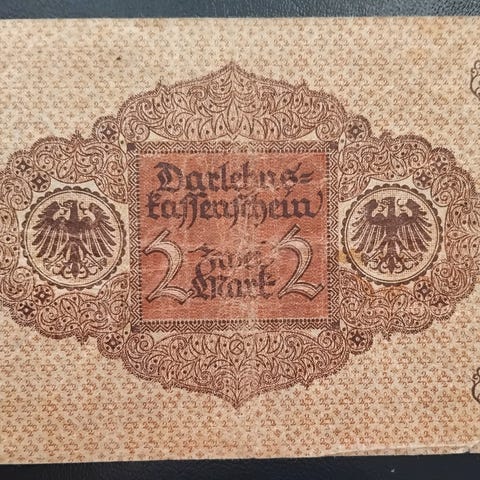 Darlehns=
kassenschein
2 Zwei 2
Mark